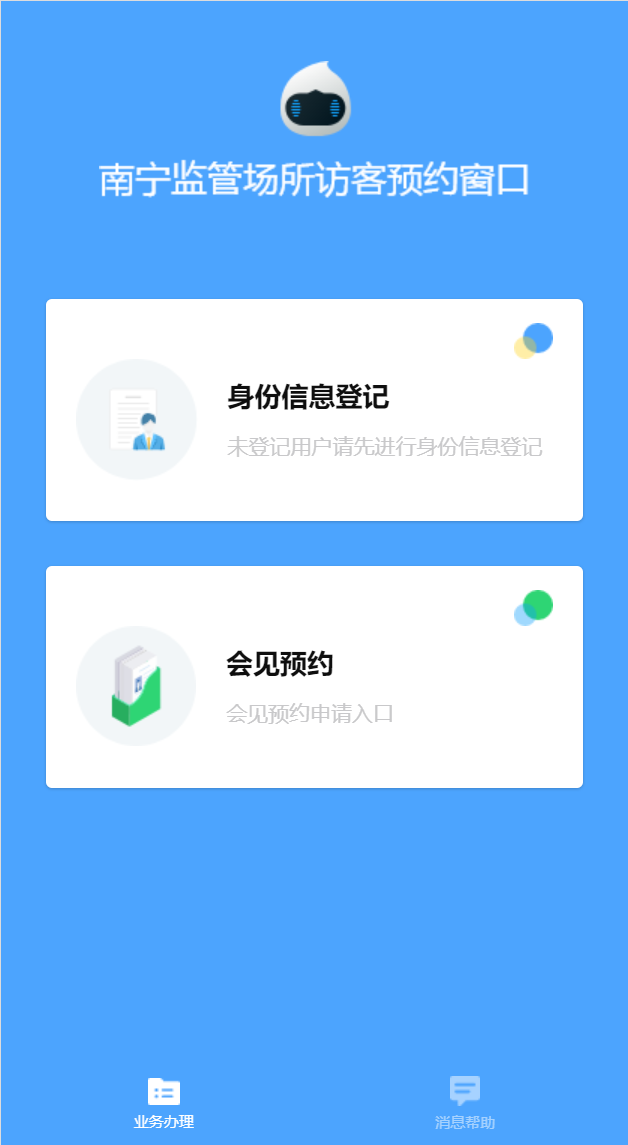 南宁监管场所访客预约窗口
身份信息登记
未登记用户请先进行身份信息登记
会见预约
会见预约申请入口
业务办理
消息帮助